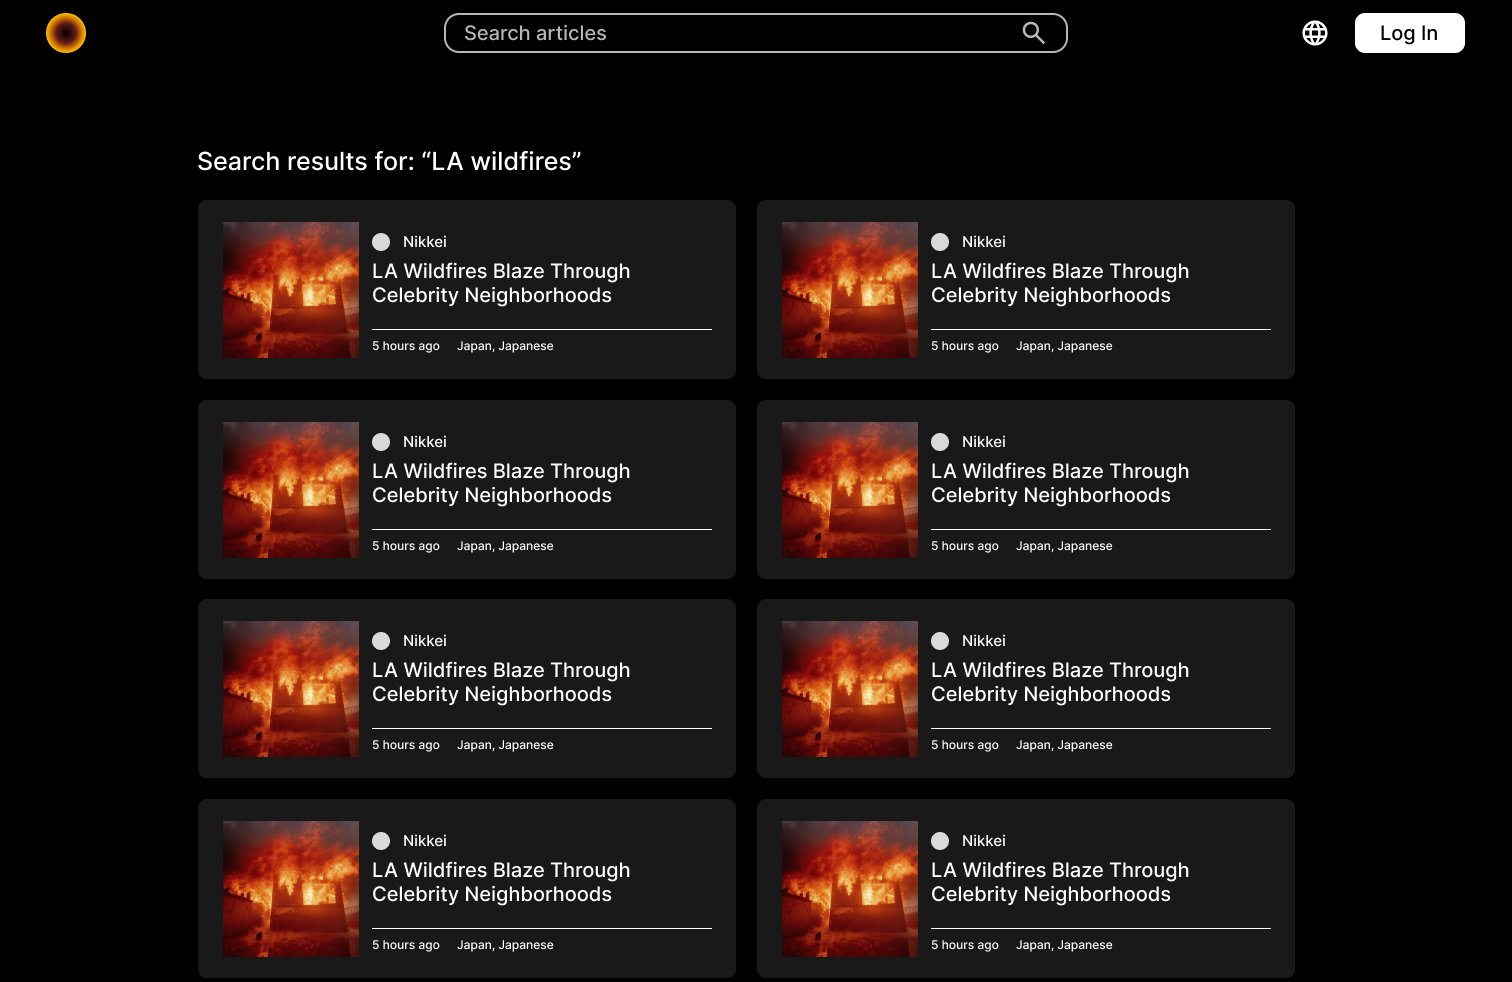 Search articles
Log In
Search results for: “LA wildfires”
Nikkei
LA Wildfires Blaze Through
Celebrity Neighborhoods
5 hours ago Japan, Japanese
Nikkei
LA Wildfires Blaze Through
Celebrity Neighborhoods
5 hours ago Japan, Japanese
Nikkei
LA Wildfires Blaze Through
Celebrity Neighborhoods
5 hours ago Japan, Japanese
Nikkei
LA Wildfires Blaze Through
Celebrity Neighborhoods
5 hours ago Japan, Japanese
Nikkei
LA Wildfires Blaze Through
Celebrity Neighborhoods
5 hours ago Japan, Japanese
Nikkei
LA Wildfires Blaze Through
Celebrity Neighborhoods
5 hours ago Japan, Japanese
Nikkei
LA Wildfires Blaze Through
Celebrity Neighborhoods
5 hours ago Japan, Japanese
Nikkei
LA Wildfires Blaze Through
Celebrity Neighborhoods
5 hours ago Japan, Japanese